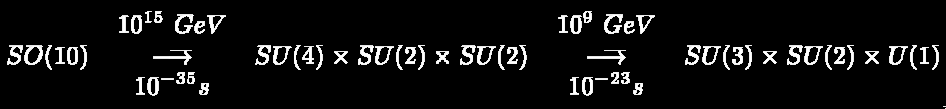 10^15 GeV 10^9 GeV
SO(10) ⟶ SU(4) × SU(2) × SU(2) ⟶ SU(3) × SU(2) × U(1)
10^−35 s 10^−23 s